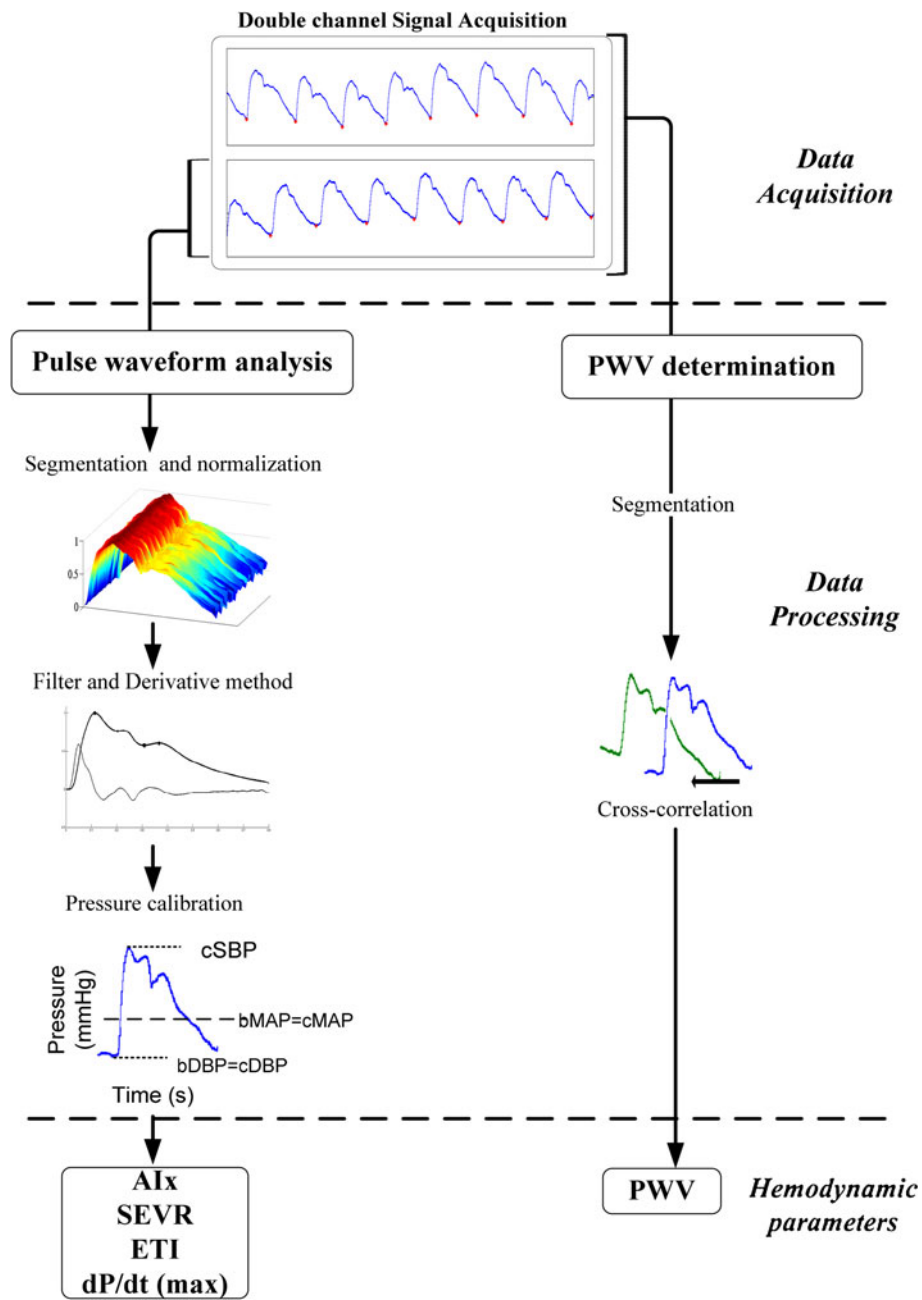 Double channel Signal Acquisition
Data
Acquisition
Pulse waveform analysis
PWV determination
Segmentation and normalization
1
0.5
0
Segmentation
Data
Processing
Filter and Derivative method
Cross-correlation
Pressure calibration
Pressure
(mmHg)
cSBP
bMAP=cMAP
bDBP=cDBP
Time (s)
AIx
SEVR
ETI
dP/dt (max)
PWV
Hemodynamic
parameters